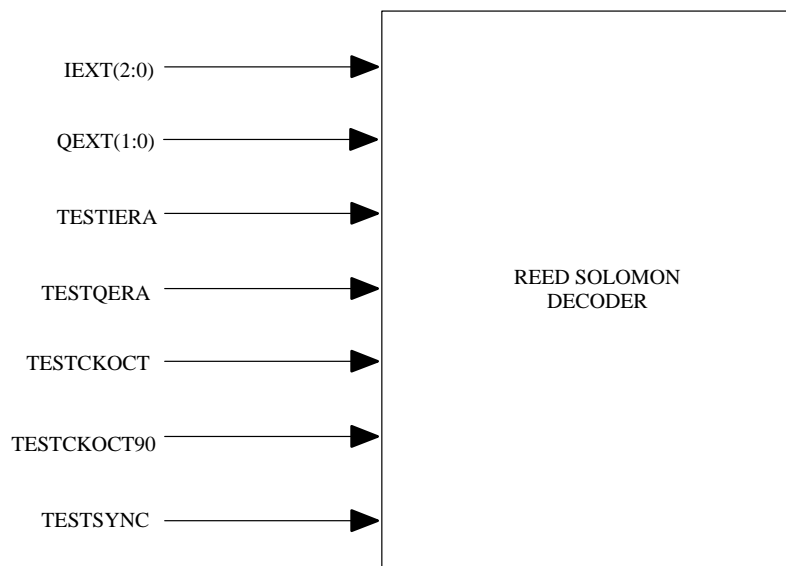 IEXT(2:0)
QEXT(1:0)
TESTIERA
TESTQERA
TESTCKOCT
TESTCKOCT90
TESTSYNC
REED SOLOMON
DECODER